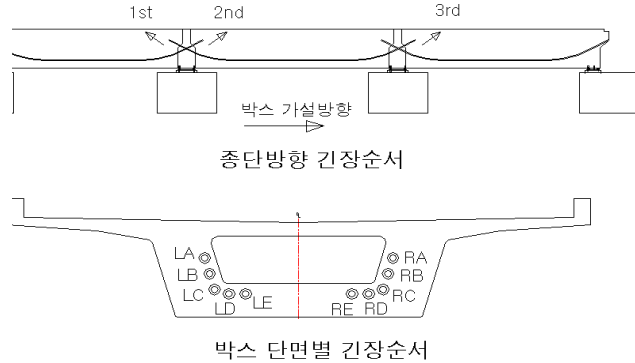 1st 2nd 3rd
박스 가설방향
종단방향 긴장순서
LA RA
LB RB
LC RC
LD LE RE RD
박스 단면별 긴장순서